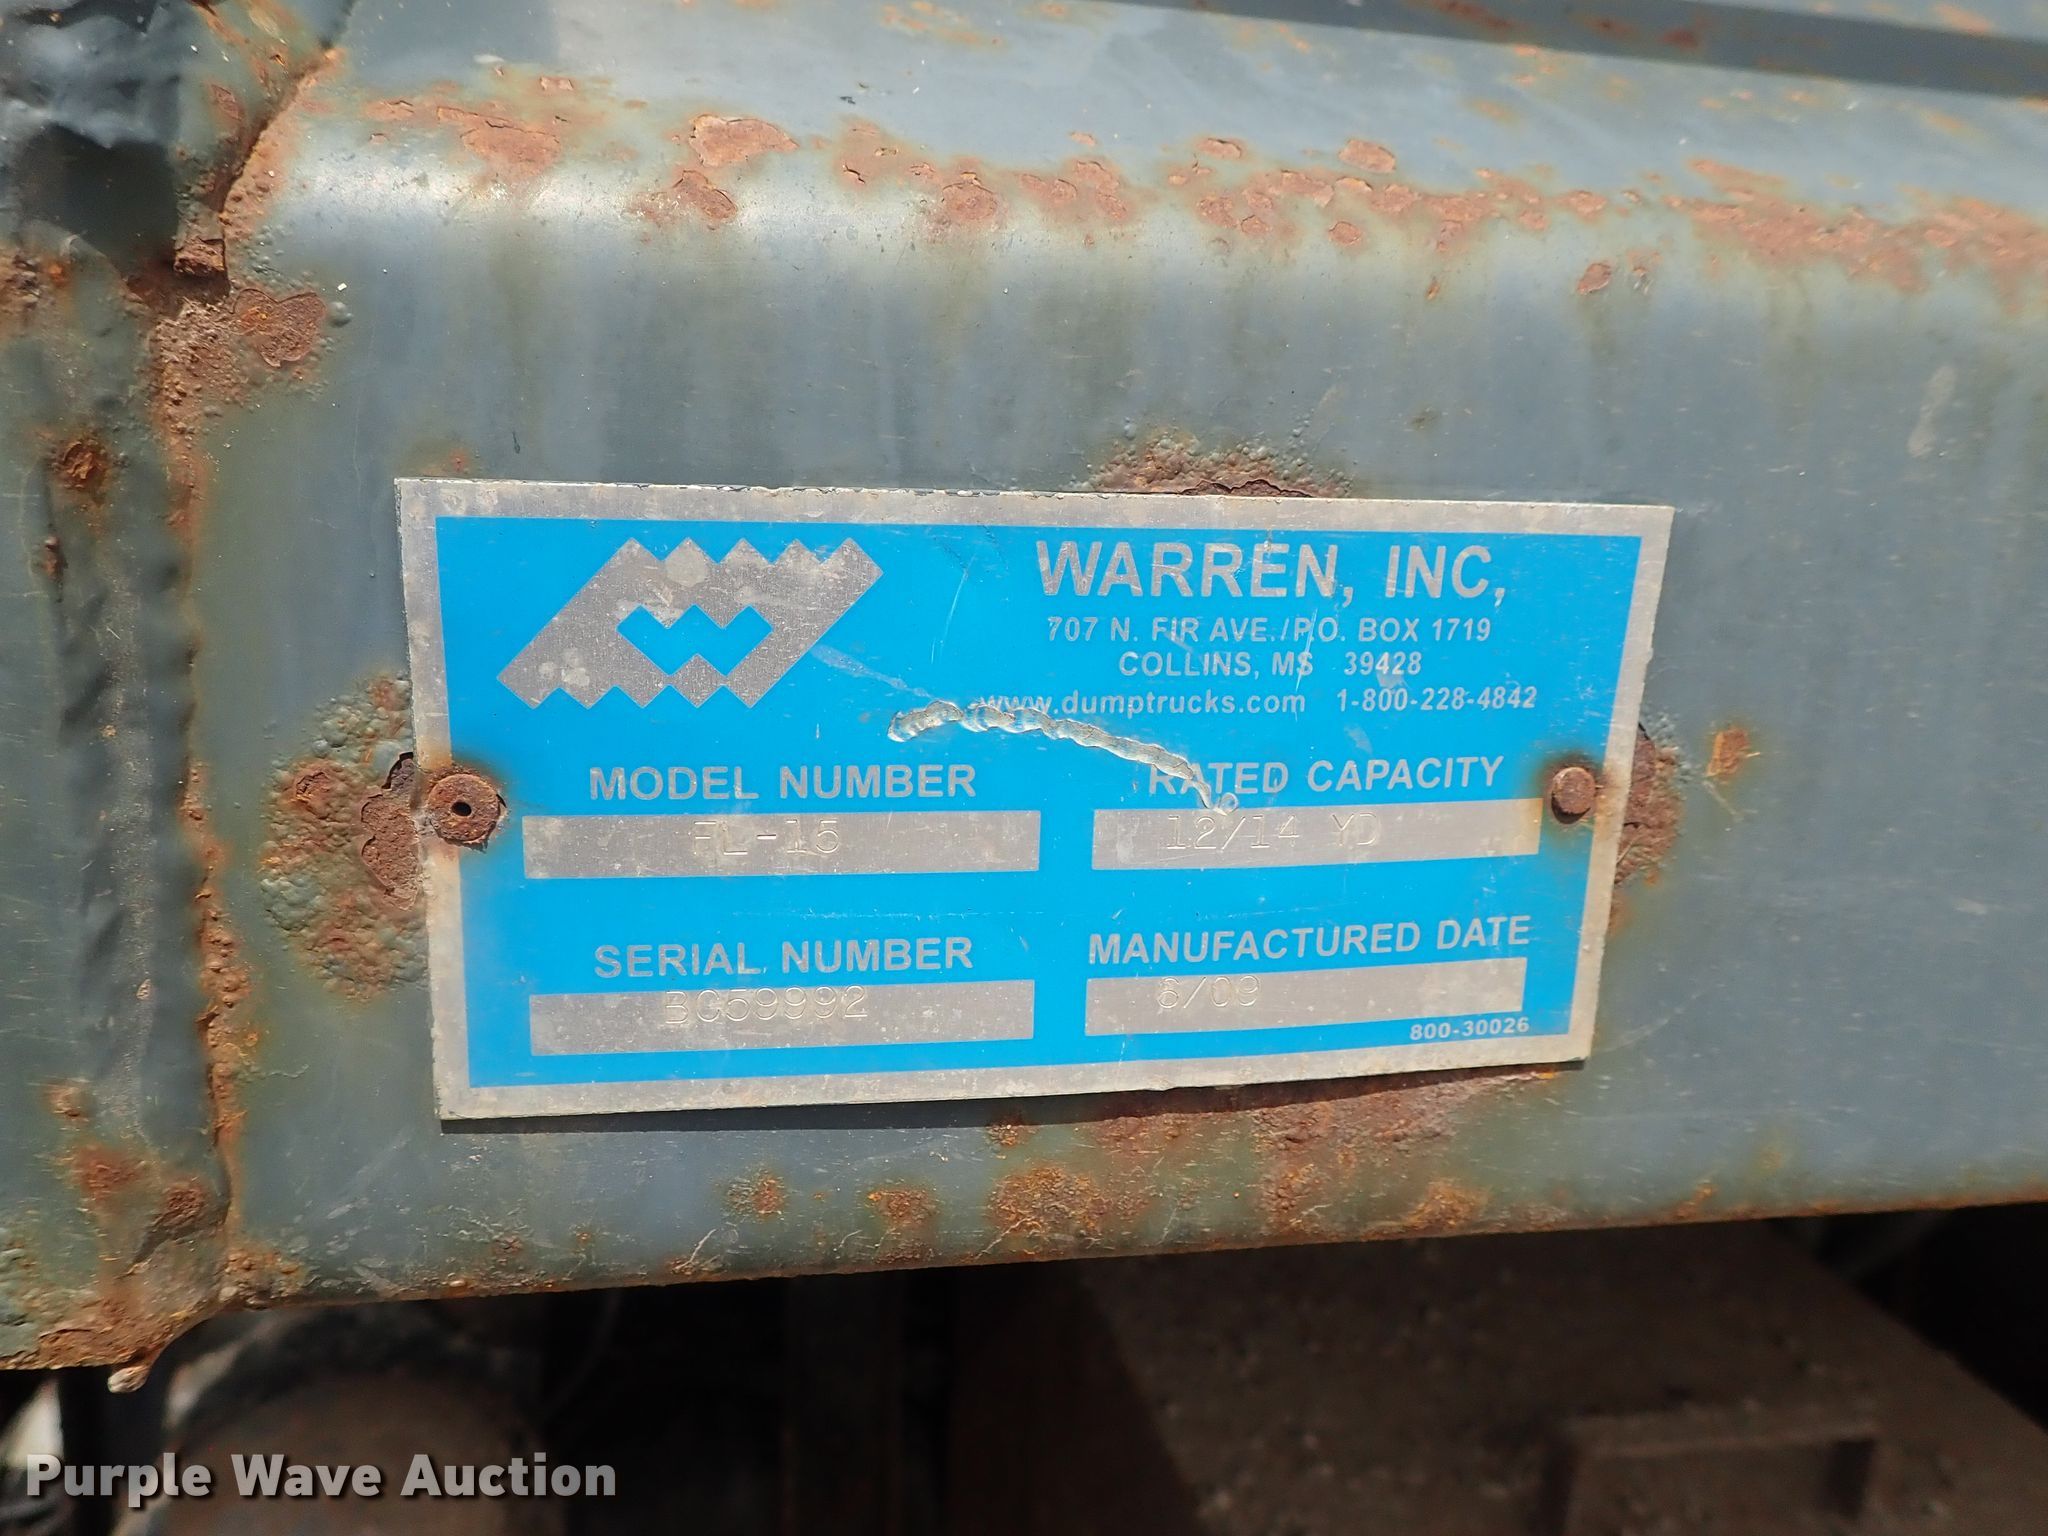 WARREN, INC,
707 N. FIR AVE./P.O. BOX 1719
COLLINS, MS 39428
www.dumptrucks.com 1-800-228-4842
MODEL NUMBER RATED CAPACITY
FL-15 12/14 YD
SERIAL NUMBER MANUFACTURED DATE
BG59992 6/09
800-30026
Purple Wave Auction